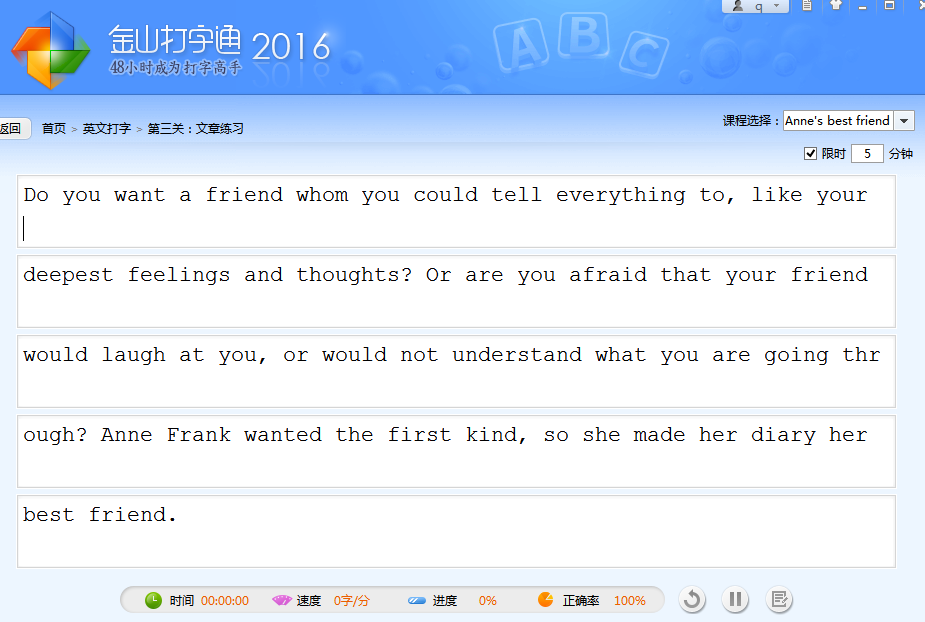 q
金山打字通 2016
48小时成为打字高手
A B C
返回 首页 > 英文打字 > 第三关：文章练习
课程选择： Anne's best friend
限时 5 分钟
Do you want a friend whom you could tell everything to, like your
deepest feelings and thoughts? Or are you afraid that your friend
would laugh at you, or would not understand what you are going thr
ough? Anne Frank wanted the first kind, so she made her diary her
best friend.
时间 00:00:00 速度 0字/分 进度 0% 正确率 100%